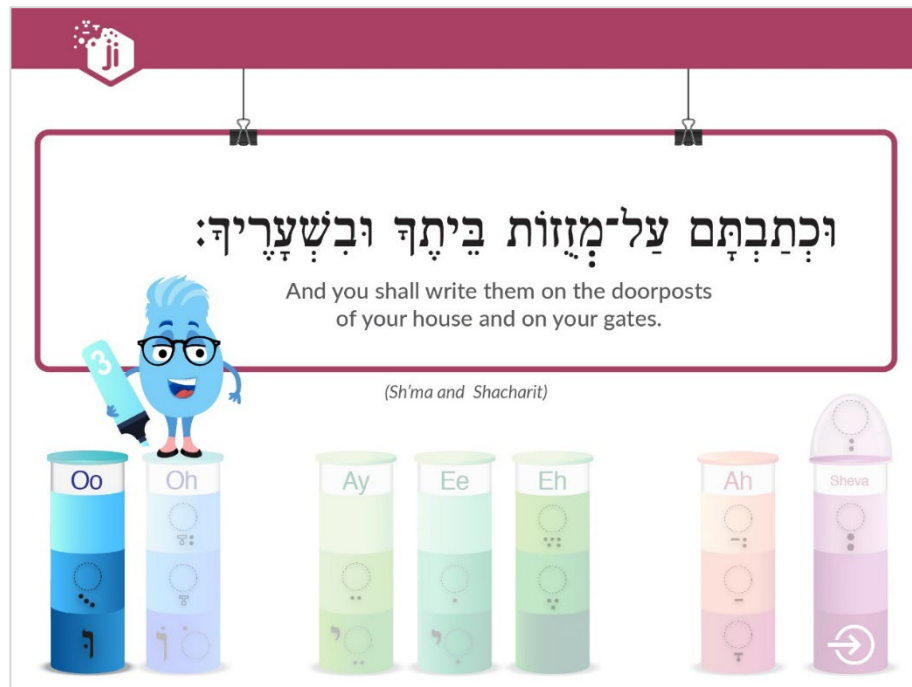 ji
וּכְתַבְתָּם עַל־מְזֻזוֹת בֵּיתֶךָ וּבִשְׁעָרֶיךָ׃
And you shall write them on the doorposts
of your house and on your gates.
3
(Sh'ma and Shacharit)
Oo Oh Ay Ee Eh Ah Sheva